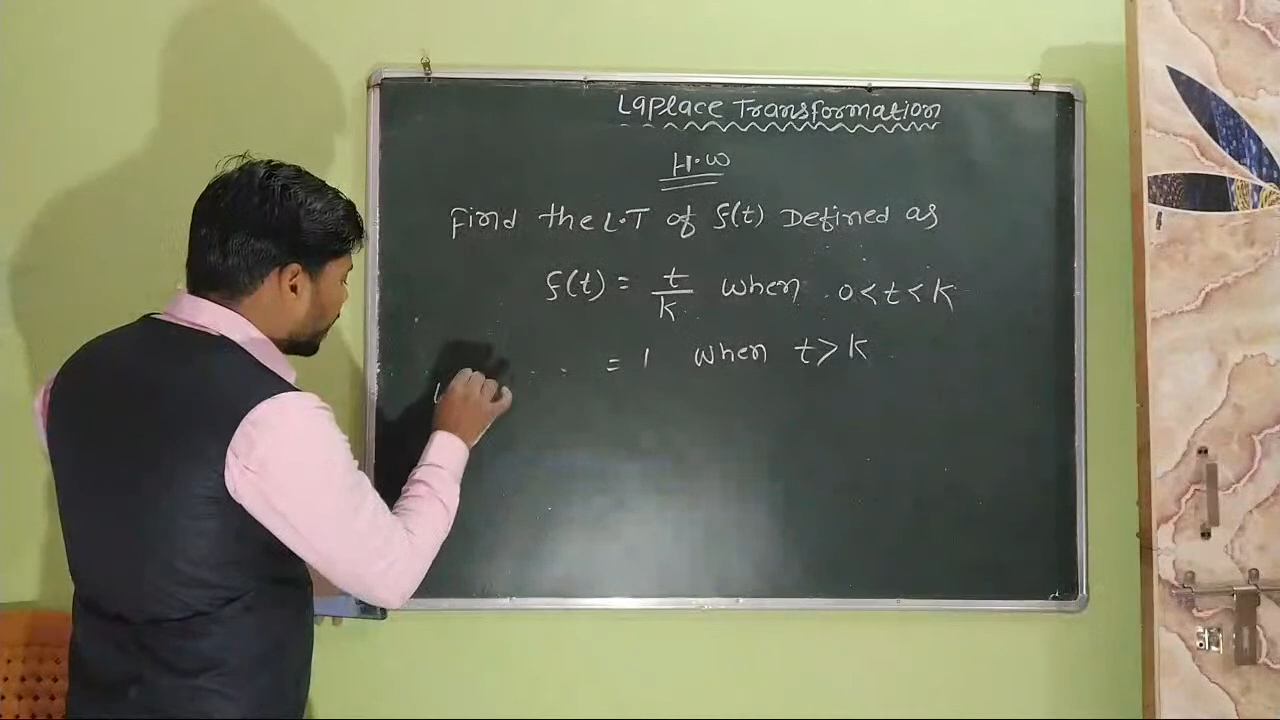 Laplace Transformation
H.W
Find the L.T of f(t) Defined as
f(t) = t/k when 0<t<k
= 1 when t>k